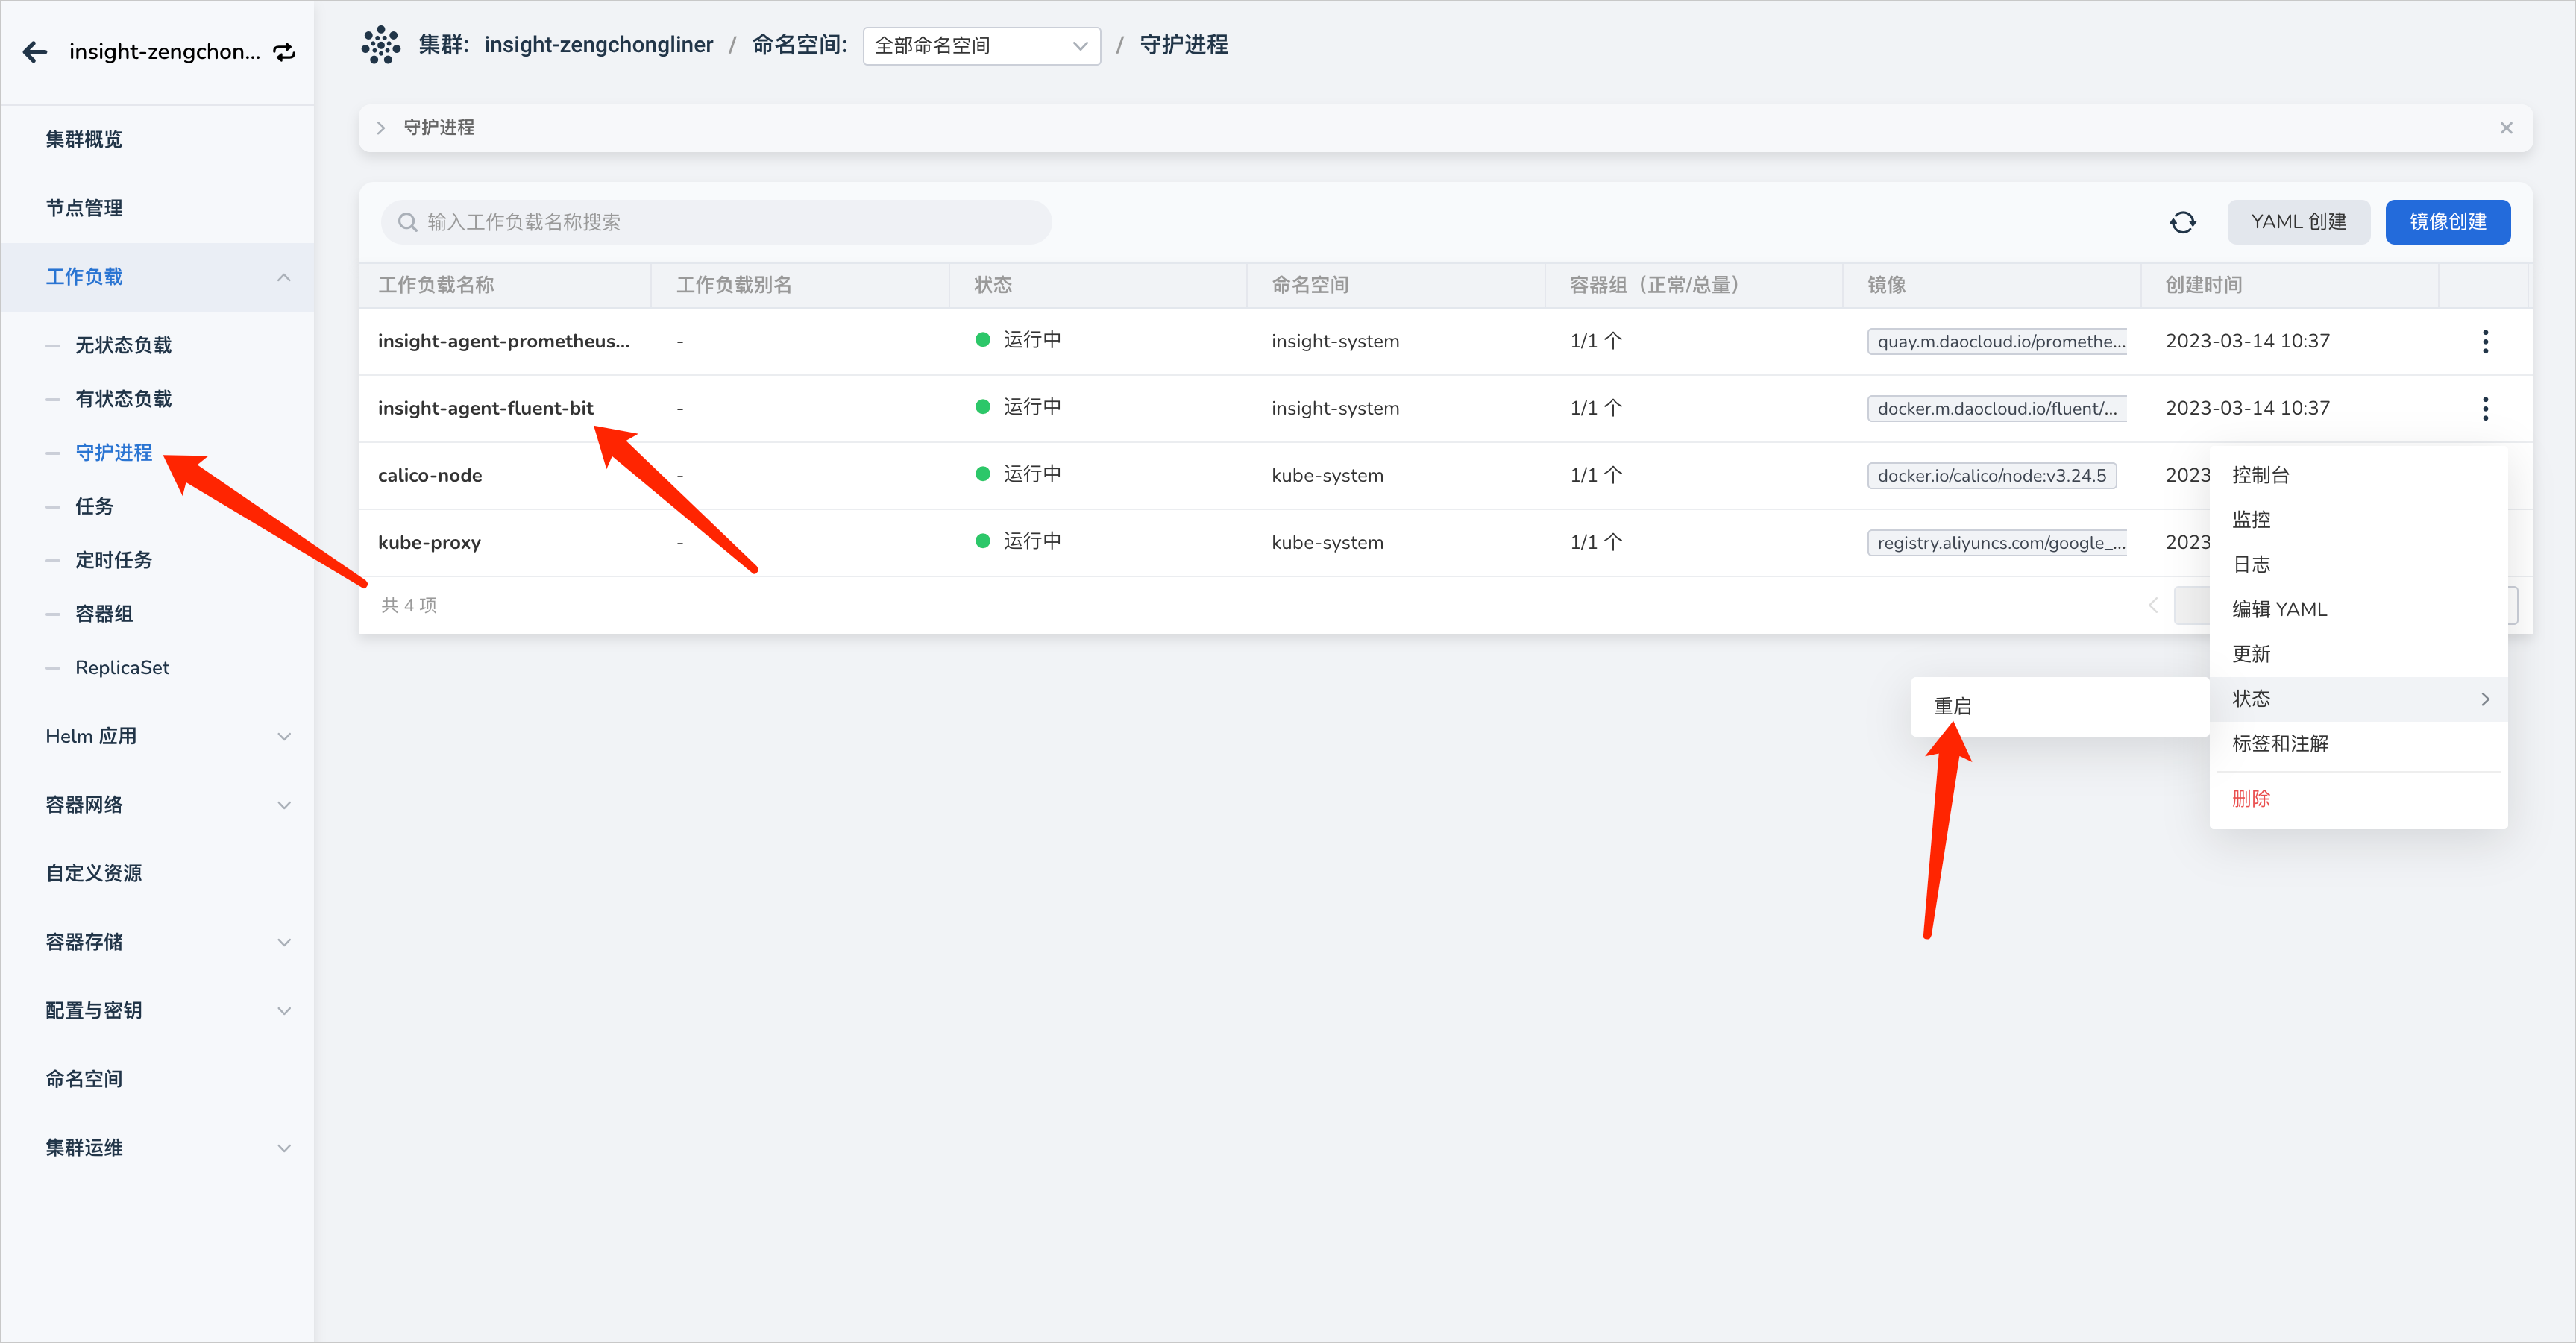 insight-zengchon...
集群: insight-zengchongliner / 命名空间: 全部命名空间 / 守护进程
集群概览
节点管理
工作负载
无状态负载
有状态负载
守护进程
任务
定时任务
容器组
ReplicaSet
Helm 应用
容器网络
自定义资源
容器存储
配置与密钥
命名空间
集群运维
守护进程
输入工作负载名称搜索
YAML 创建
镜像创建
工作负载名称 工作负载别名 状态 命名空间 容器组（正常/总量） 镜像 创建时间
insight-agent-prometheus... - 运行中 insight-system 1/1 个 quay.m.daocloud.io/promethe... 2023-03-14 10:37
insight-agent-fluent-bit - 运行中 insight-system 1/1 个 docker.m.daocloud.io/fluent/... 2023-03-14 10:37
calico-node - 运行中 kube-system 1/1 个 docker.io/calico/node:v3.24.5 2023
kube-proxy - 运行中 kube-system 1/1 个 registry.aliyuncs.com/google_... 2023
共 4 项
控制台
监控
日志
编辑 YAML
更新
状态
重启
标签和注解
删除